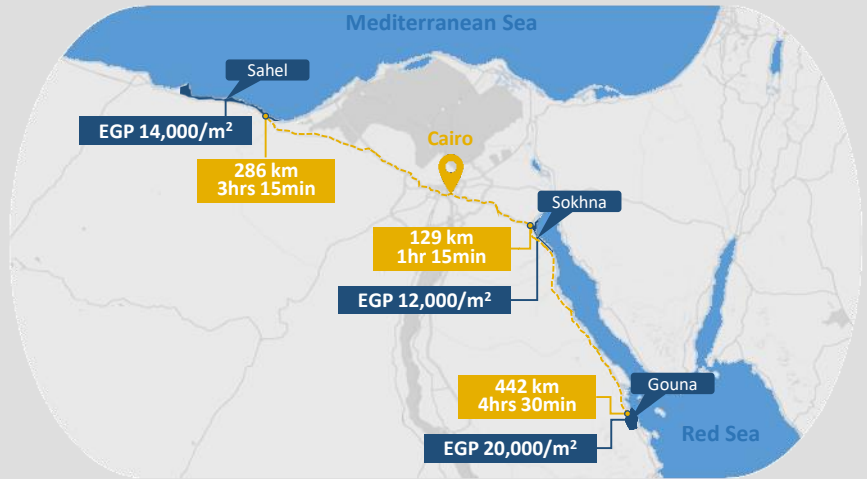 Mediterranean Sea
Sahel
EGP 14,000/m²
Cairo
286 km
3hrs 15min
Sokhna
129 km
1hr 15min
EGP 12,000/m²
442 km
4hrs 30min
Gouna
EGP 20,000/m²
Red Sea